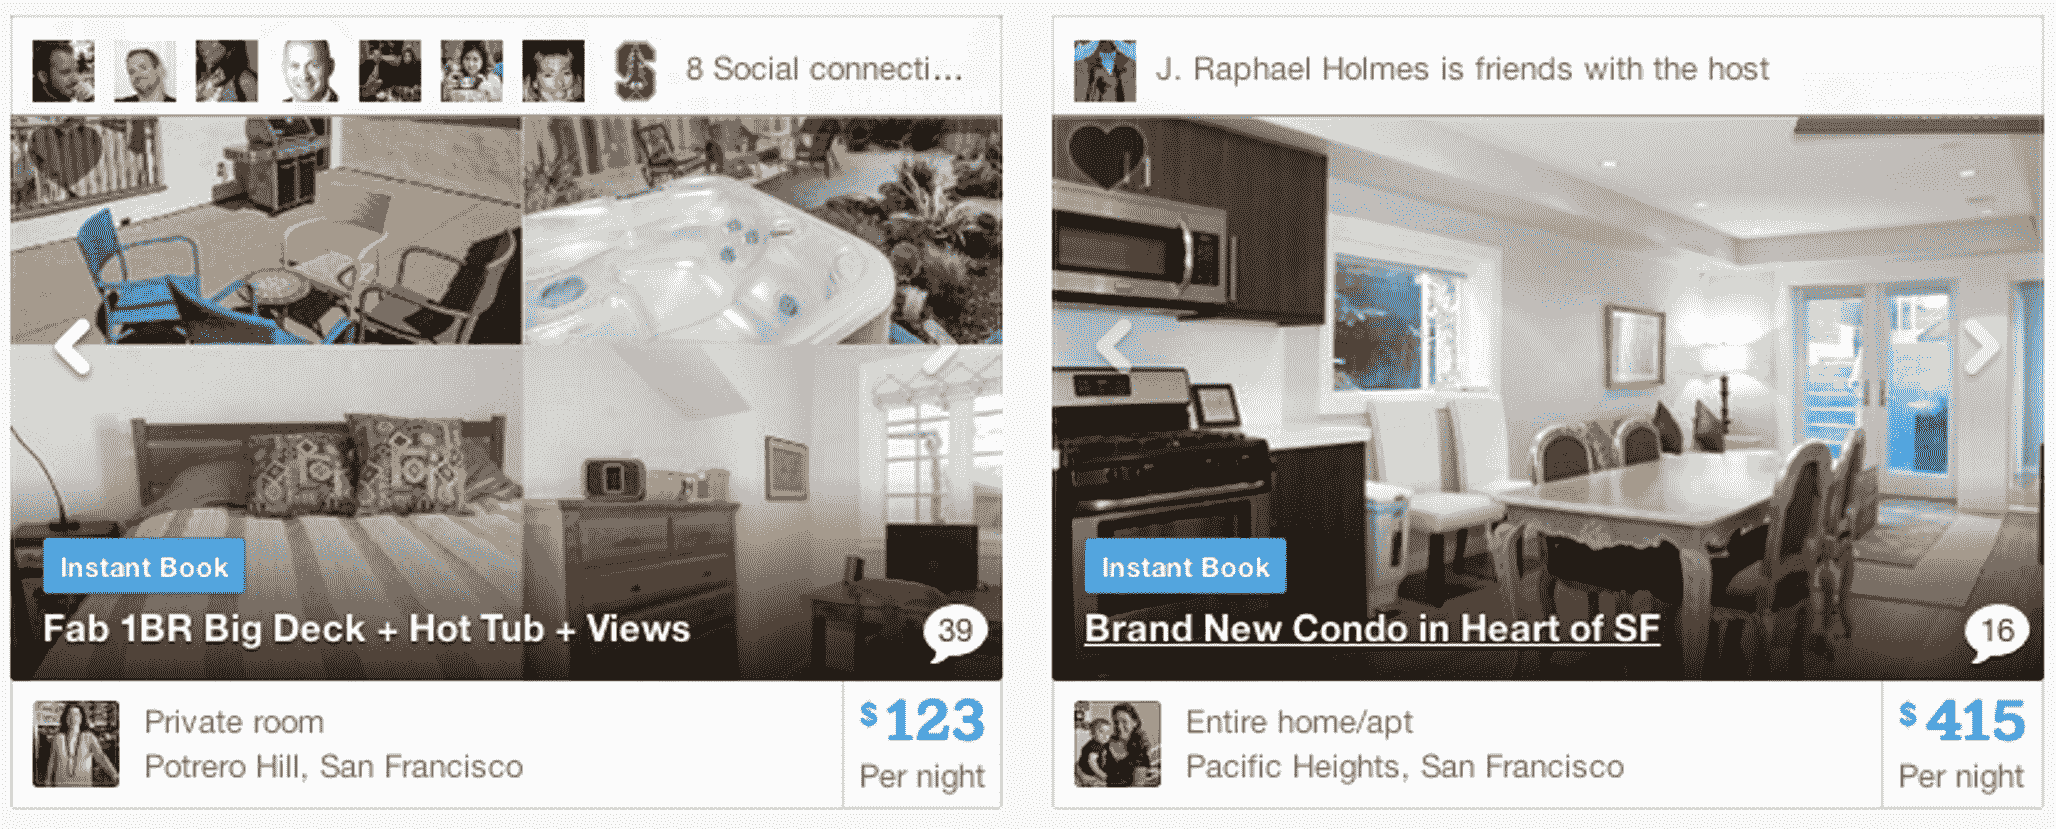 8 Social connecti...
Instant Book
Fab 1BR Big Deck + Hot Tub + Views
39
Private room
Potrero Hill, San Francisco
$123
Per night
J. Raphael Holmes is friends with the host
Instant Book
Brand New Condo in Heart of SF
16
Entire home/apt
Pacific Heights, San Francisco
$415
Per night